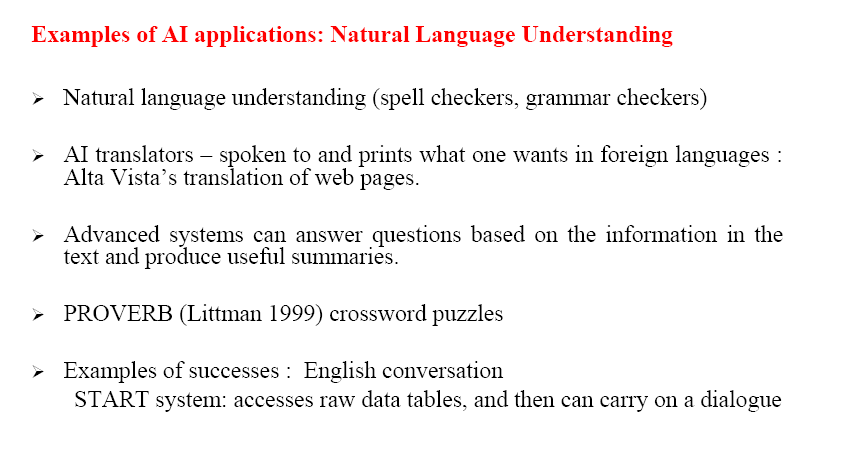 Examples of AI applications: Natural Language Understanding
➢ Natural language understanding (spell checkers, grammar checkers)
➢ AI translators – spoken to and prints what one wants in foreign languages :
Alta Vista's translation of web pages.
➢ Advanced systems can answer questions based on the information in the
text and produce useful summaries.
➢ PROVERB (Littman 1999) crossword puzzles
➢ Examples of successes : English conversation
START system: accesses raw data tables, and then can carry on a dialogue